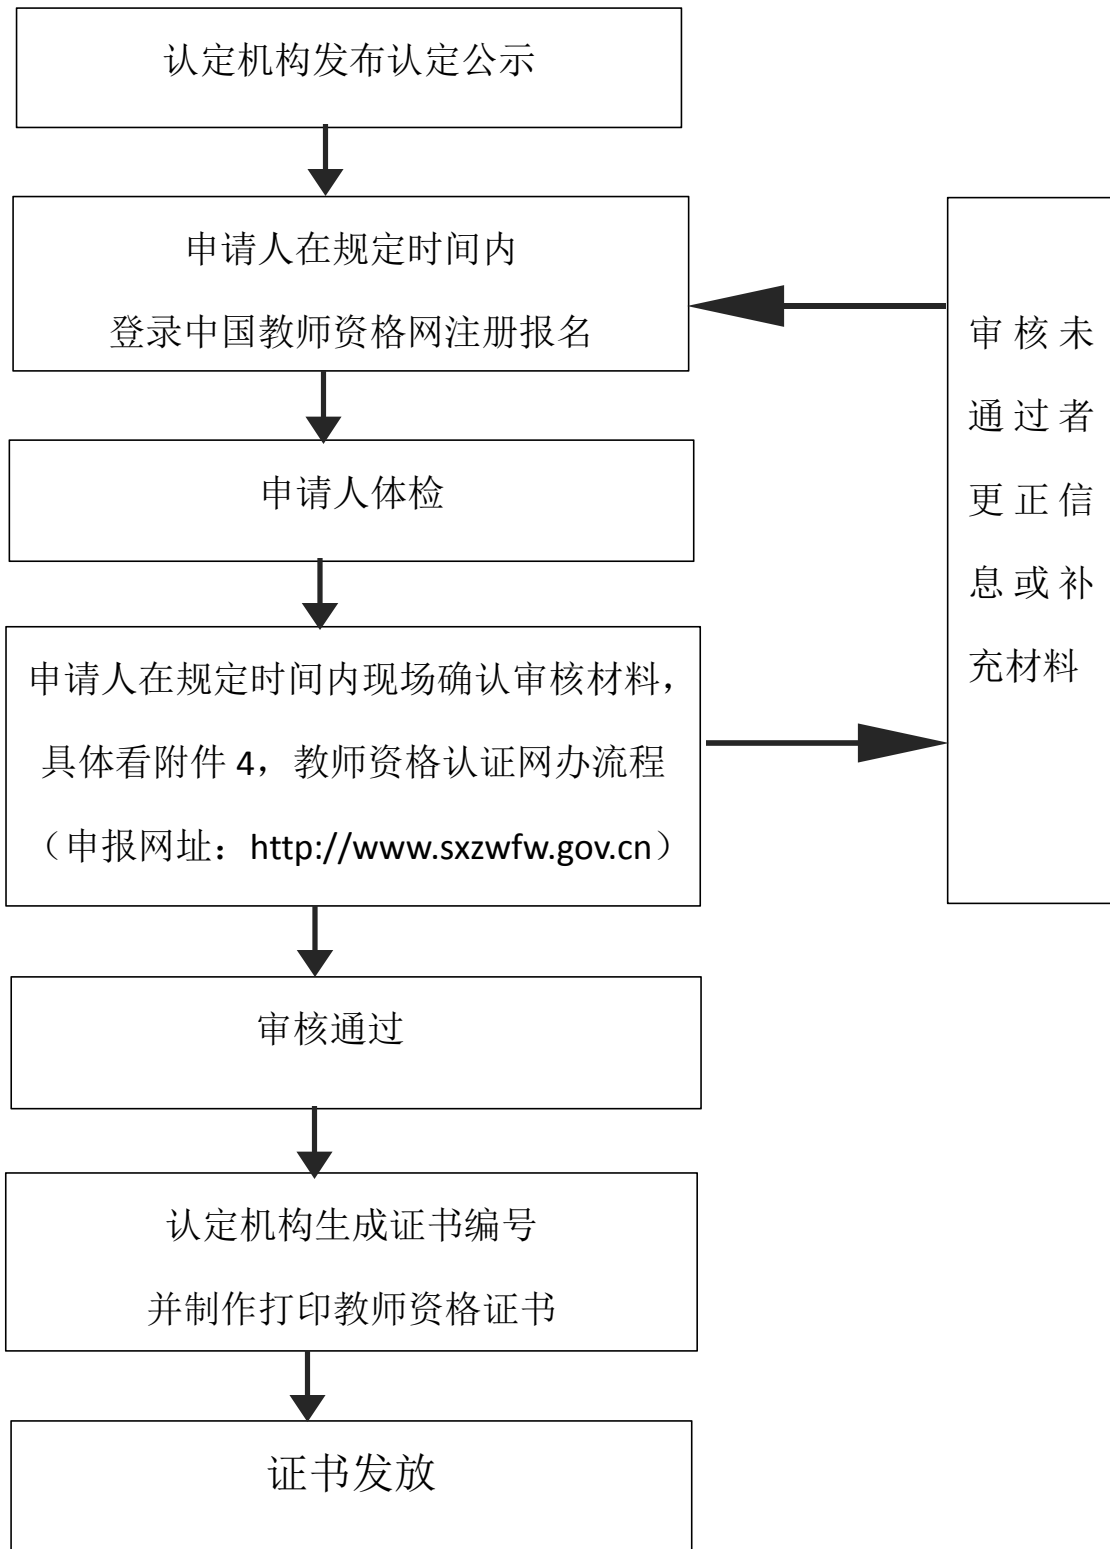 认定机构发布认定公示
申请人在规定时间内
登录中国教师资格网注册报名
申请人体检
申请人在规定时间内现场确认审核材料，
具体看附件 4，教师资格认证网办流程
（申报网址：http://www.sxzwfw.gov.cn）
审核通过
认定机构生成证书编号
并制作打印教师资格证书
证书发放
审核未
通过者
更正信
息或补
充材料